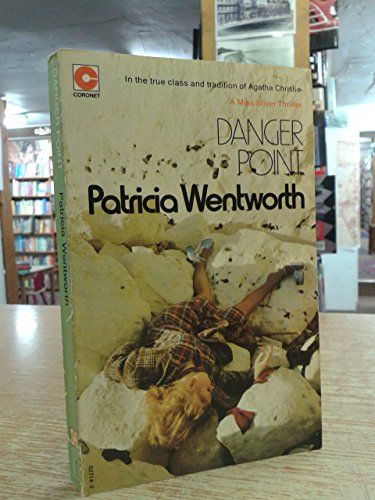 CORONET
In the true class and tradition of Agatha Christie
A Miss Silver Thriller
DANGER
POINT
Patricia Wentworth
DANGER POINT
Patricia Wentworth